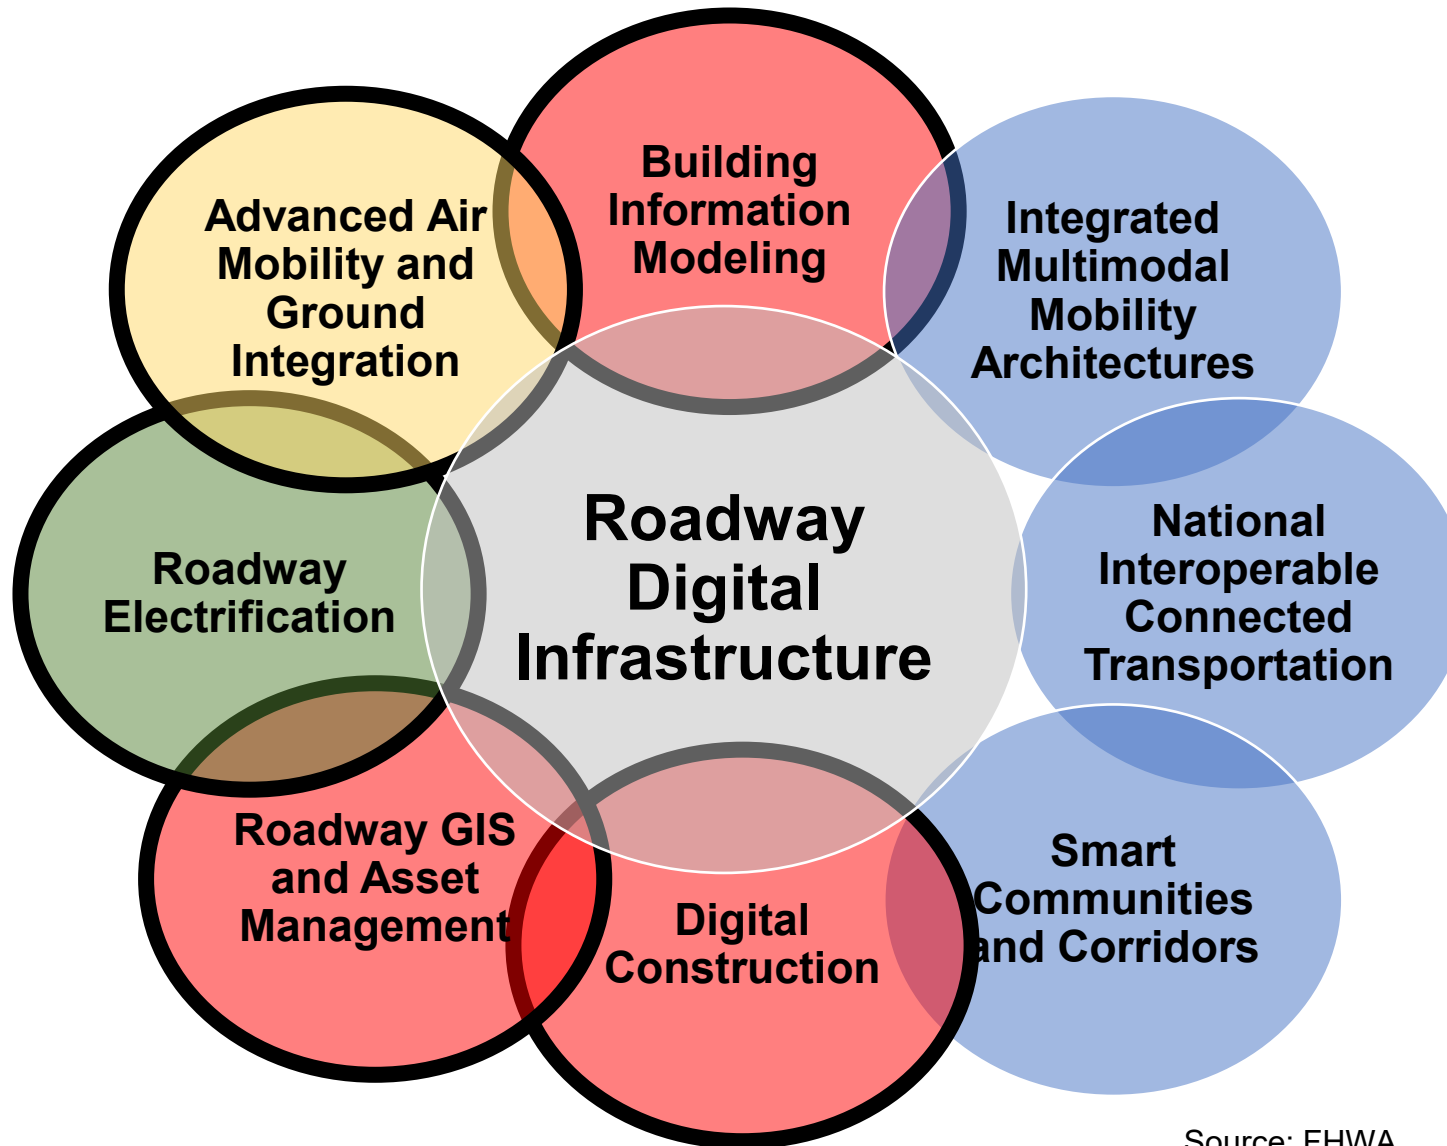 Building
Information
Modeling
Advanced Air
Mobility and
Ground
Integration
Integrated
Multimodal
Mobility
Architectures
Roadway
Digital
Infrastructure
National
Interoperable
Connected
Transportation
Roadway
Electrification
Roadway GIS
and Asset
Management
Digital
Construction
Smart
Communities
and Corridors
Source: FHWA